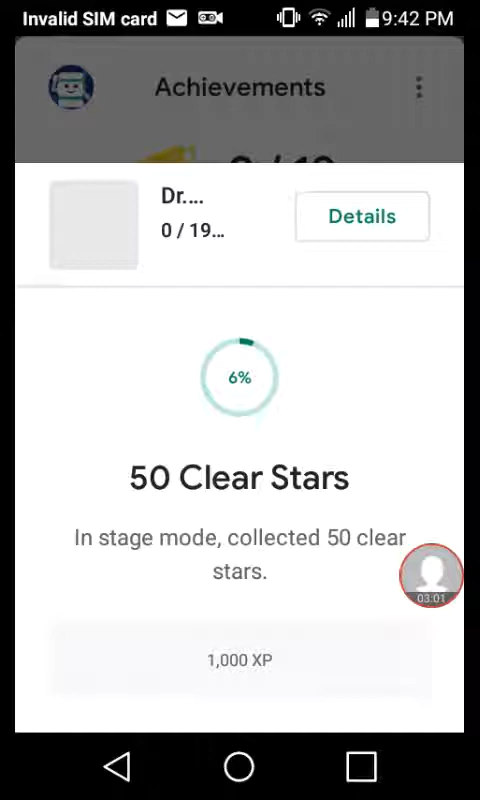 Invalid SIM card 9:42 PM
Achievements
Dr....
0 / 19...
Details
6%
50 Clear Stars
In stage mode, collected 50 clear
stars.
03:01
1,000 XP